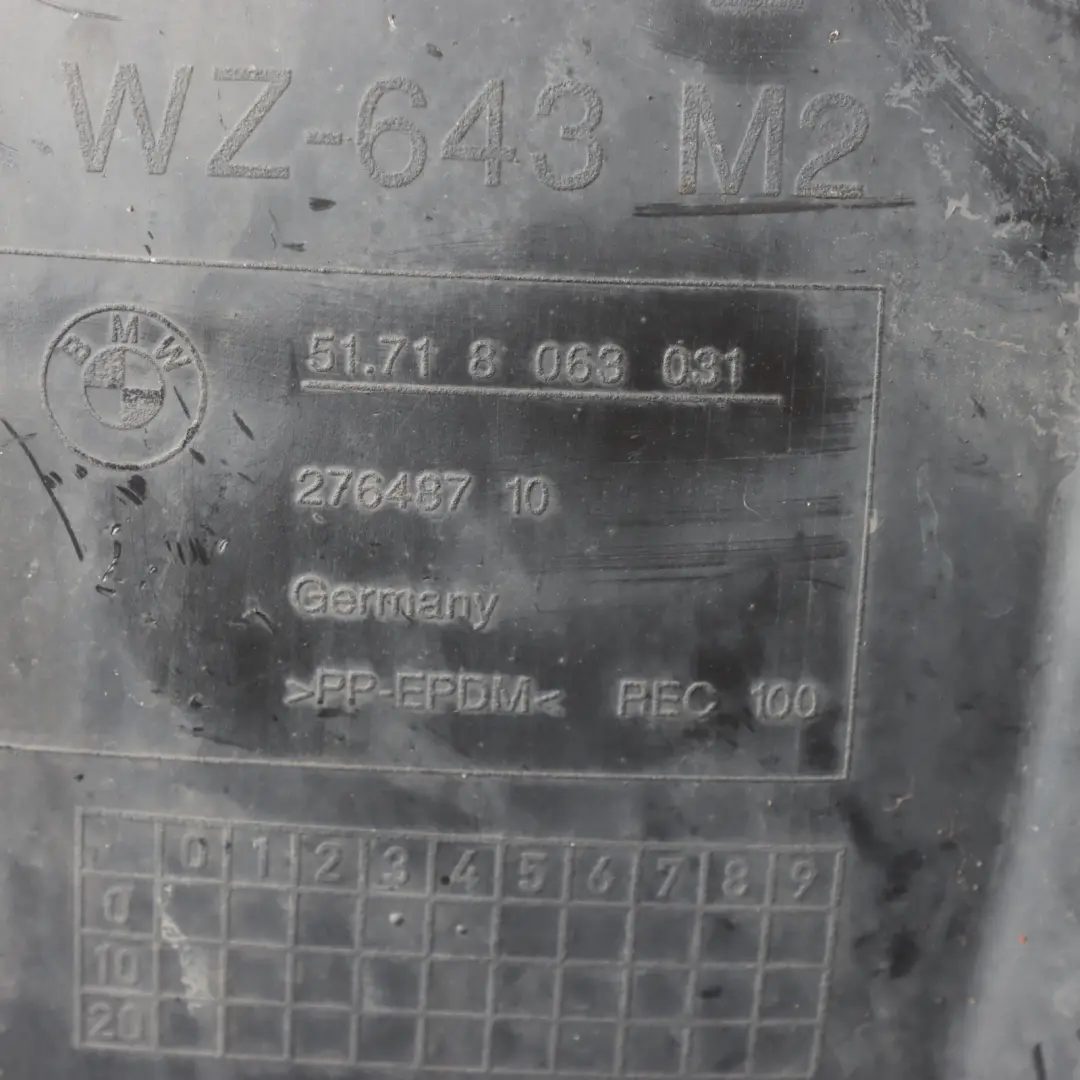 WZ-643 M2
BMW
51.71 8 063 031
276487 10
Germany
>PP-EPDM< REC 100
0 1 2 3 4 5 6 7 8 9
0
10
20